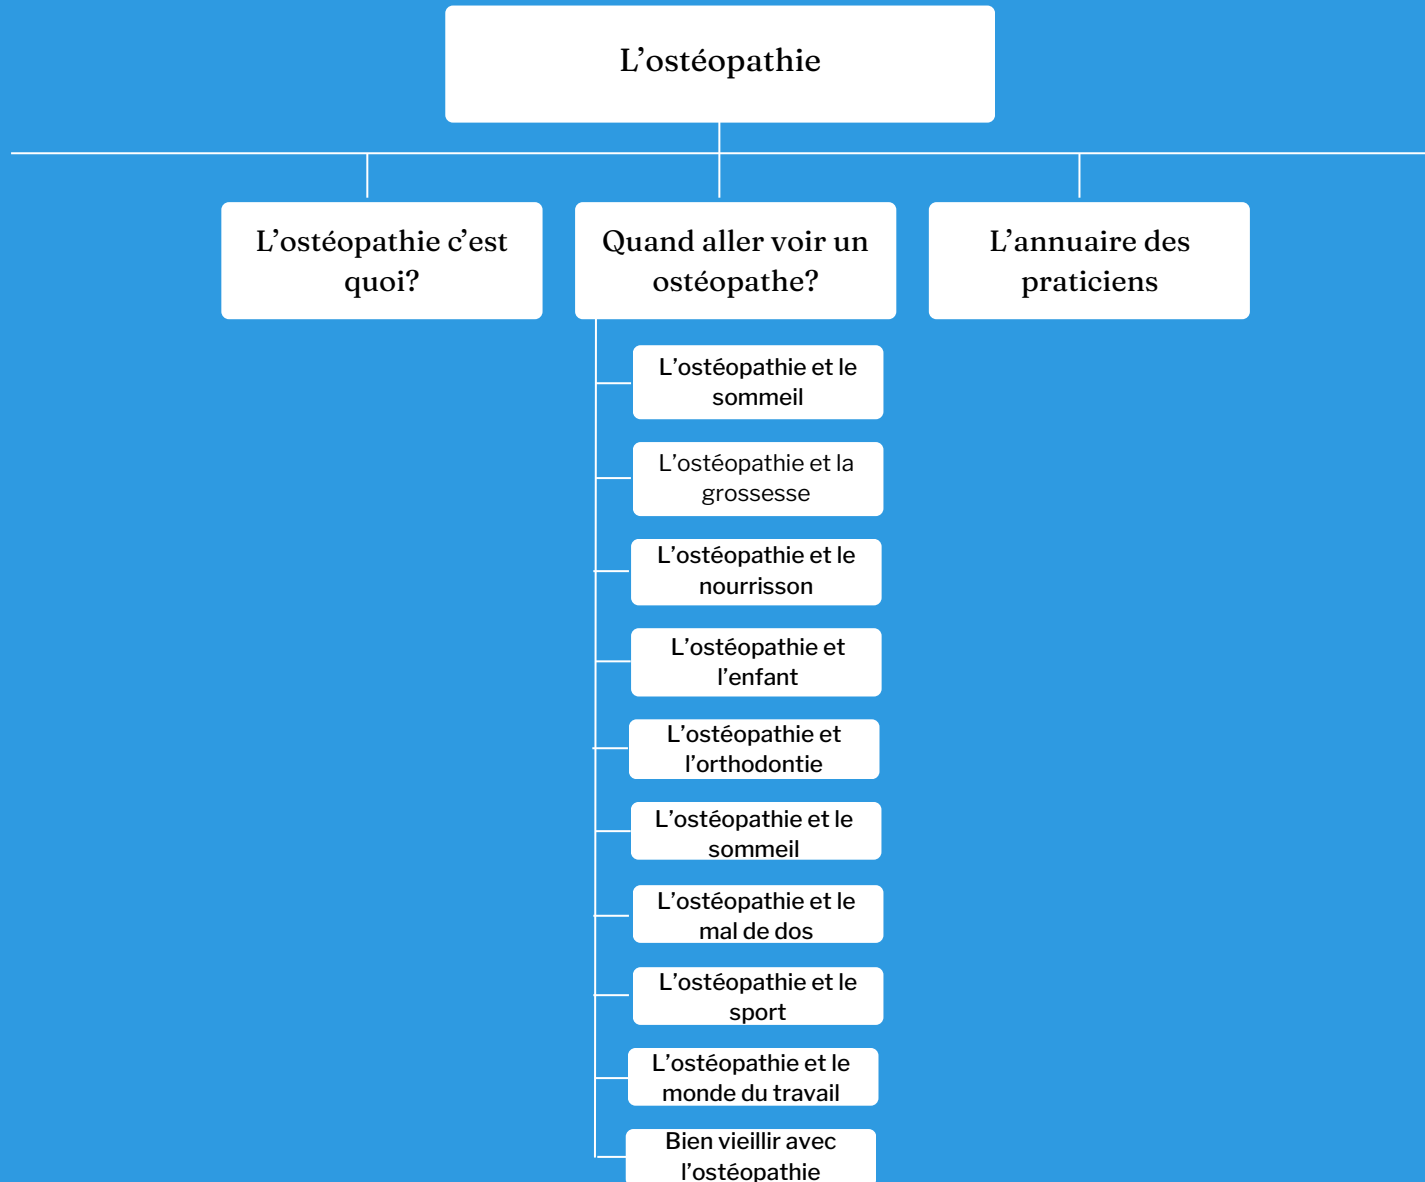 L’ostéopathie
L’ostéopathie c’est
quoi?
Quand aller voir un
ostéopathe?
L’annuaire des
praticiens
L’ostéopathie et le
sommeil
L’ostéopathie et la
grossesse
L’ostéopathie et le
nourrisson
L’ostéopathie et
l’enfant
L’ostéopathie et
l’orthodontie
L’ostéopathie et le
sommeil
L’ostéopathie et le
mal de dos
L’ostéopathie et le
sport
L’ostéopathie et le
monde du travail
Bien vieillir avec
l’ostéopathie